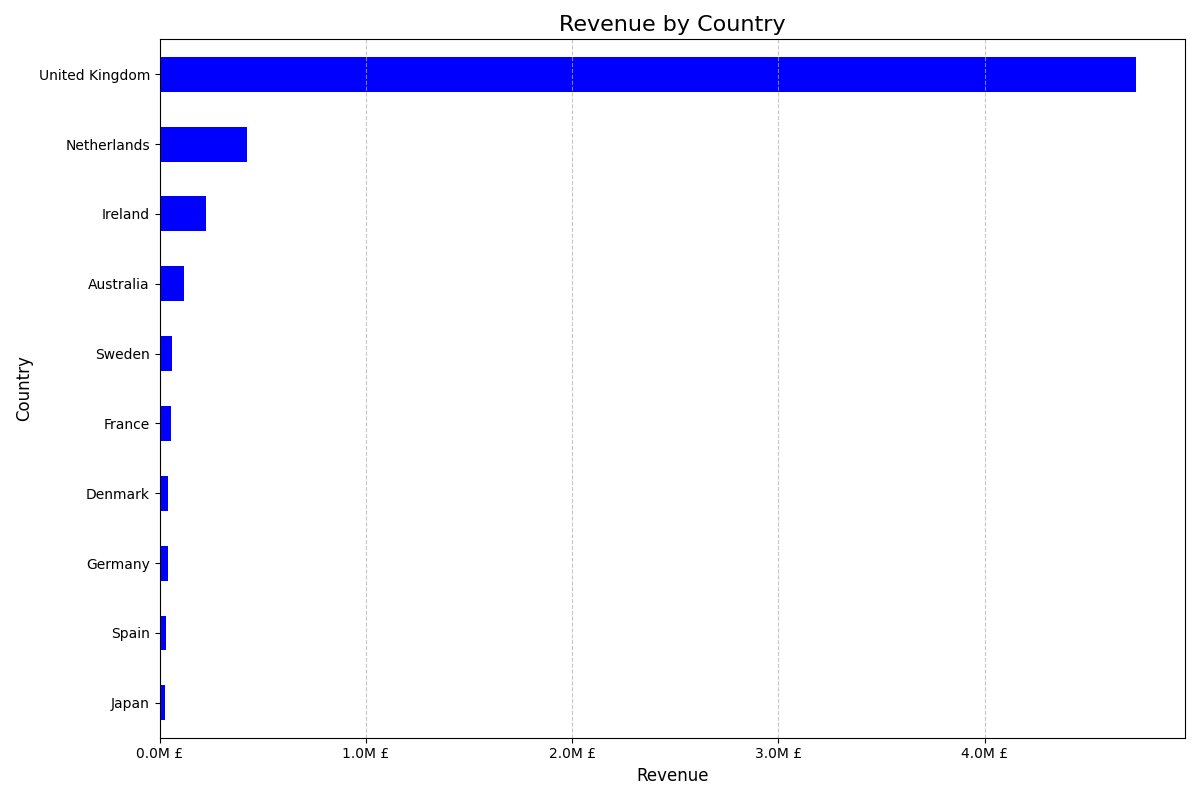 Revenue by Country
Country
United Kingdom
Netherlands
Ireland
Australia
Sweden
France
Denmark
Germany
Spain
Japan
0.0M £ 1.0M £ 2.0M £ 3.0M £ 4.0M £
Revenue